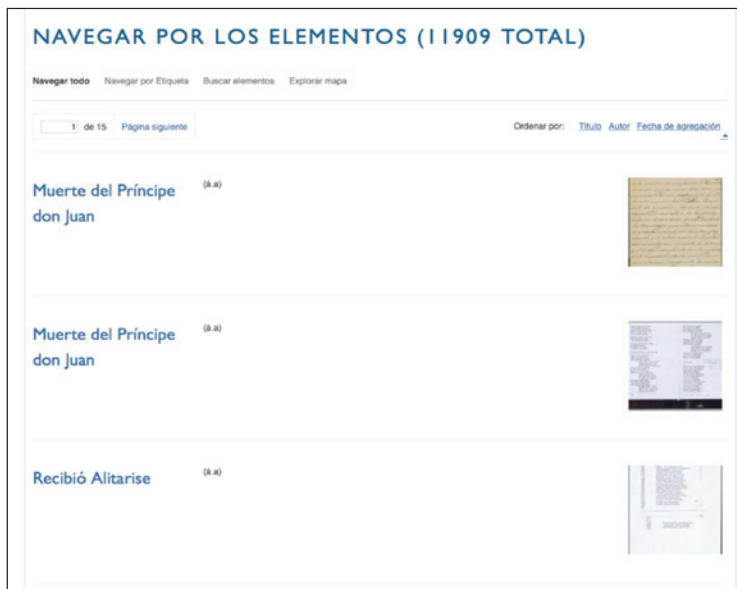 NAVEGAR POR LOS ELEMENTOS (11909 TOTAL)
Navegar todo Navegar por Etiqueta Buscar elementos Explorar mapa
1 de 15 Página siguiente Ordenar por: Título Autor Fecha de agregación
Muerte del Príncipe (á.a)
don Juan
Muerte del Príncipe (á.a)
don Juan
Recibió Alitarise (á.a)